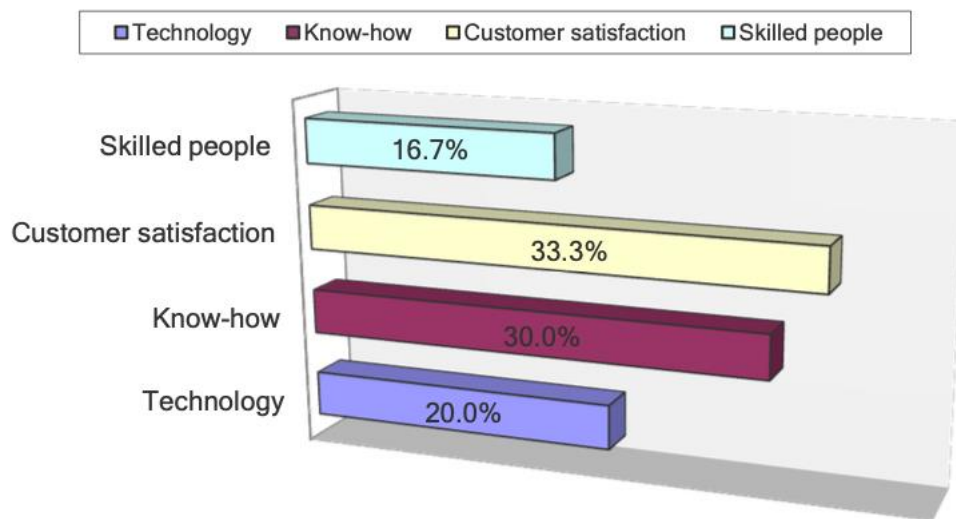 Technology Know-how Customer satisfaction Skilled people
Skilled people
16.7%
Customer satisfaction
33.3%
Know-how
30.0%
Technology
20.0%